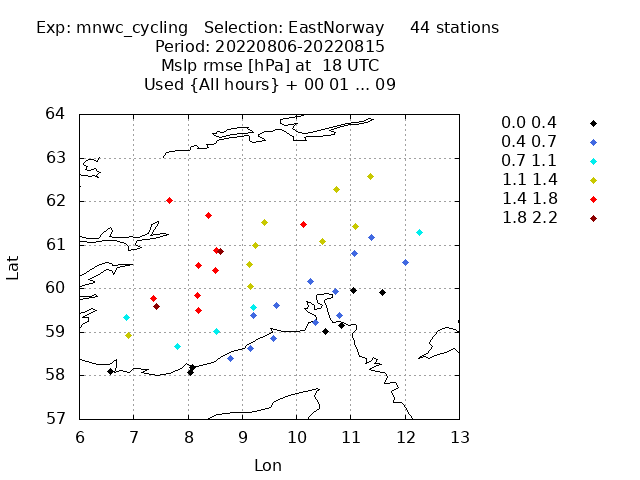 Exp: mnwc_cycling   Selection: EastNorway     44 stations
Period: 20220806-20220815
Mslp rmse [hPa] at  18 UTC
Used {All hours} + 00 01 ... 09
64
63
62
61
60
59
58
57
Lat
6 7 8 9 10 11 12 13
Lon
0.0 0.4
0.4 0.7
0.7 1.1
1.1 1.4
1.4 1.8
1.8 2.2